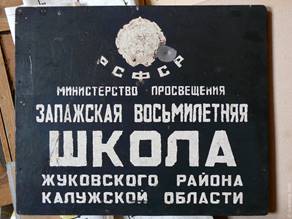 РСФСР
МИНИСТЕРСТВО ПРОСВЕЩЕНИЯ
ЗАПАЖСКАЯ ВОСЬМИЛЕТНЯЯ
ШКОЛА
ЖУКОВСКОГО РАЙОНА
КАЛУЖСКОЙ ОБЛАСТИ